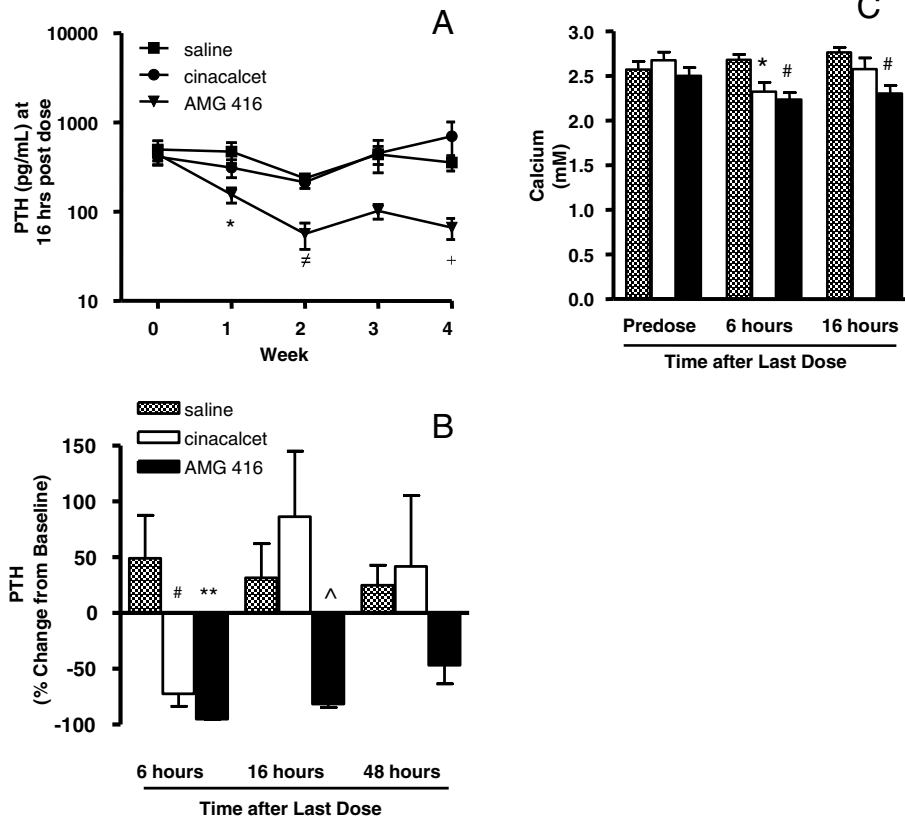 A
10000
1000
100
10
PTH (pg/mL) at
16 hrs post dose
saline
cinacalcet
AMG 416
*
≠
+
0 1 2 3 4
Week
C
3.0
2.5
2.0
1.5
1.0
0.5
0.0
Calcium
(mM)
* # #
Predose 6 hours 16 hours
Time after Last Dose
B
saline
cinacalcet
AMG 416
150
100
50
0
-50
-100
PTH
(% Change from Baseline)
# ** ^
6 hours 16 hours 48 hours
Time after Last Dose